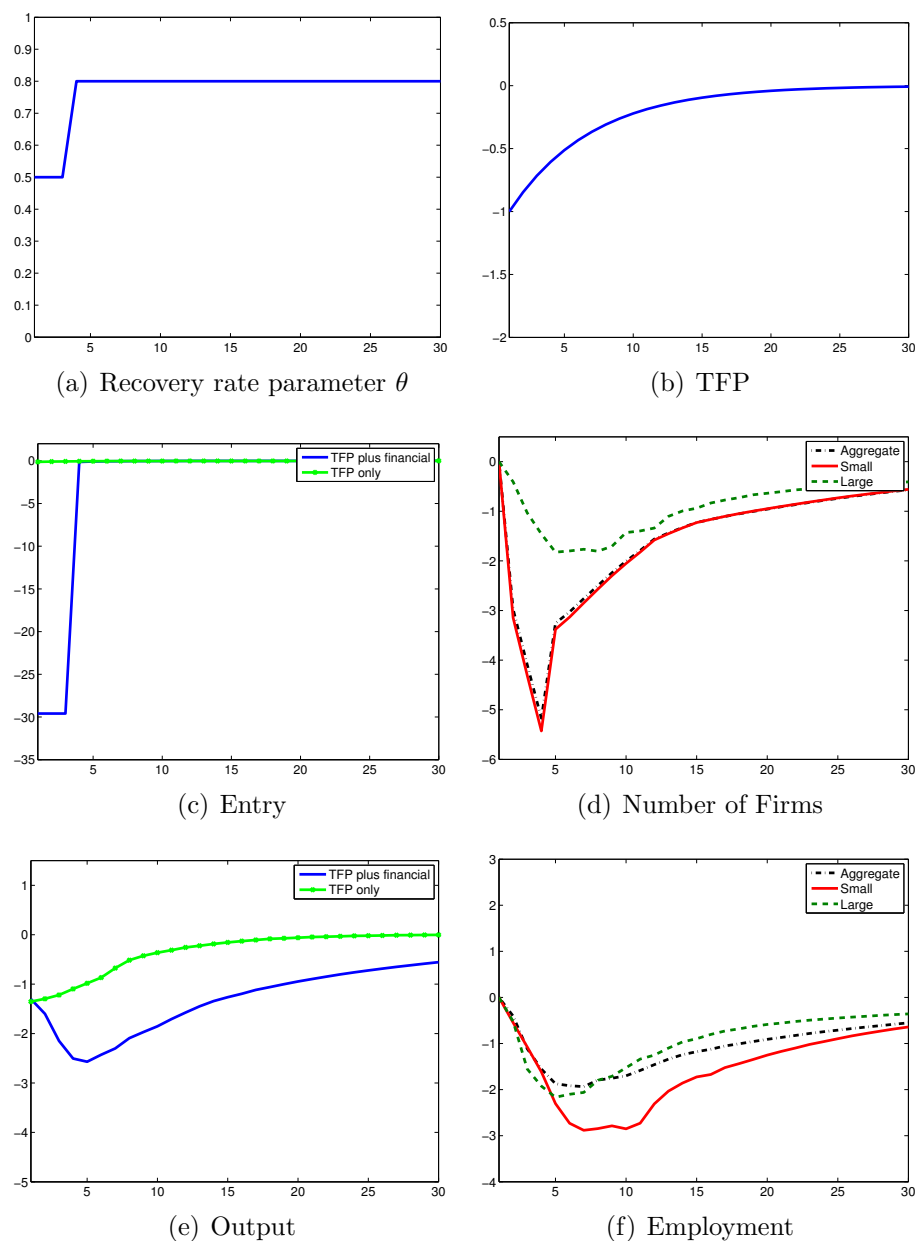 1
0.9
0.8
0.7
0.6
0.5
0.4
0.3
0.2
0.1
0
5 10 15 20 25 30
(a) Recovery rate parameter θ
0.5
0
−0.5
−1
−1.5
−2
5 10 15 20 25 30
(b) TFP
TFP plus financial
TFP only
0
−5
−10
−15
−20
−25
−30
−35
5 10 15 20 25 30
(c) Entry
Aggregate
Small
Large
0
−1
−2
−3
−4
−5
−6
5 10 15 20 25 30
(d) Number of Firms
TFP plus financial
TFP only
1
0
−1
−2
−3
−4
−5
5 10 15 20 25 30
(e) Output
Aggregate
Small
Large
3
2
1
0
−1
−2
−3
−4
5 10 15 20 25 30
(f) Employment